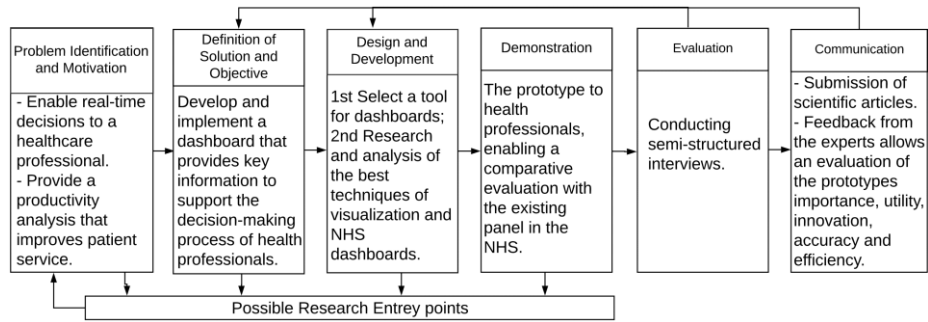 Problem Identification
and Motivation
- Enable real-time
decisions to a
healthcare
professional.
- Provide a
productivity
analysis that
improves patient
service.
Definition of
Solution and
Objective
Develop and
implement a
dashboard that
provides key
information to
support the
decision-making
process of health
professionals.
Design and
Development
1st Select a tool
for dashboards;
2nd Research
and analysis of
the best
techniques of
visualization and
NHS
dashboards.
Demonstration
The prototype to
health
professionals,
enabling a
comparative
evaluation with
the existing
panel in the
NHS.
Evaluation
Conducting
semi-structured
interviews.
Communication
- Submission of
scientific articles.
- Feedback from
the experts allows
an evaluation of
the prototypes
importance, utility,
innovation,
accuracy and
efficiency.
Possible Research Entrey points